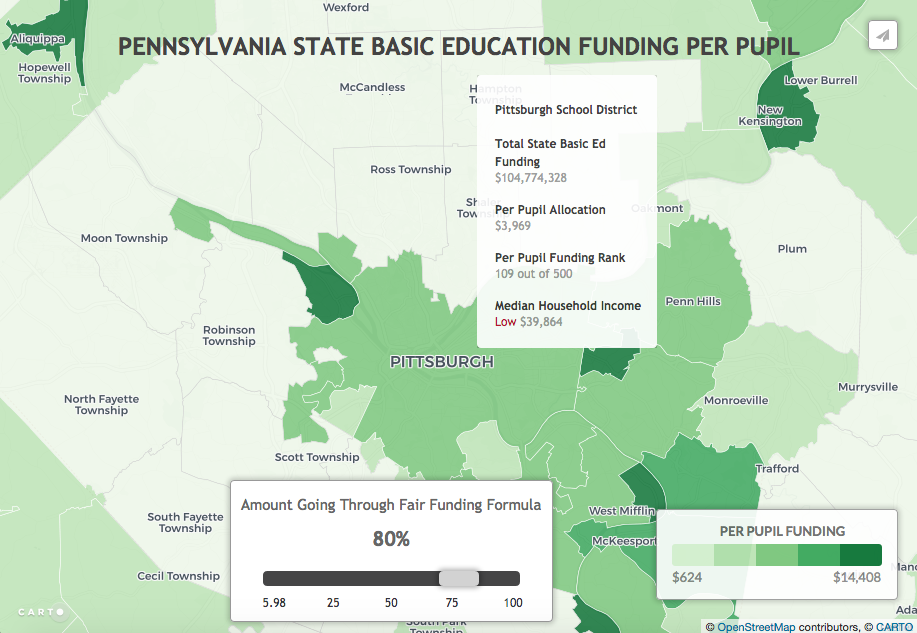 Wexford
Aliquippa
PENNSYLVANIA STATE BASIC EDUCATION FUNDING PER PUPIL
Hopewell
Township
McCandless
Hampton
Township
Lower Burrell
New
Kensington
Pittsburgh School District
Total State Basic Ed
Funding
$104,774,328
Ross Township
Per Pupil Allocation
$3,969
Oakmont
Moon Township
Plum
Per Pupil Funding Rank
109 out of 500
Median Household Income
Low $39,864
Penn Hills
Robinson
Township
PITTSBURGH
Murrysville
North Fayette
Township
Monroeville
Scott Township
Trafford
Amount Going Through Fair Funding Formula
80%
5.98 25 50 75 100
South Fayette
Township
West Mifflin
McKeesport
PER PUPIL FUNDING
$624 $14,408
Cecil Township
CARTO
South Park
Township
© OpenStreetMap contributors, © CARTO